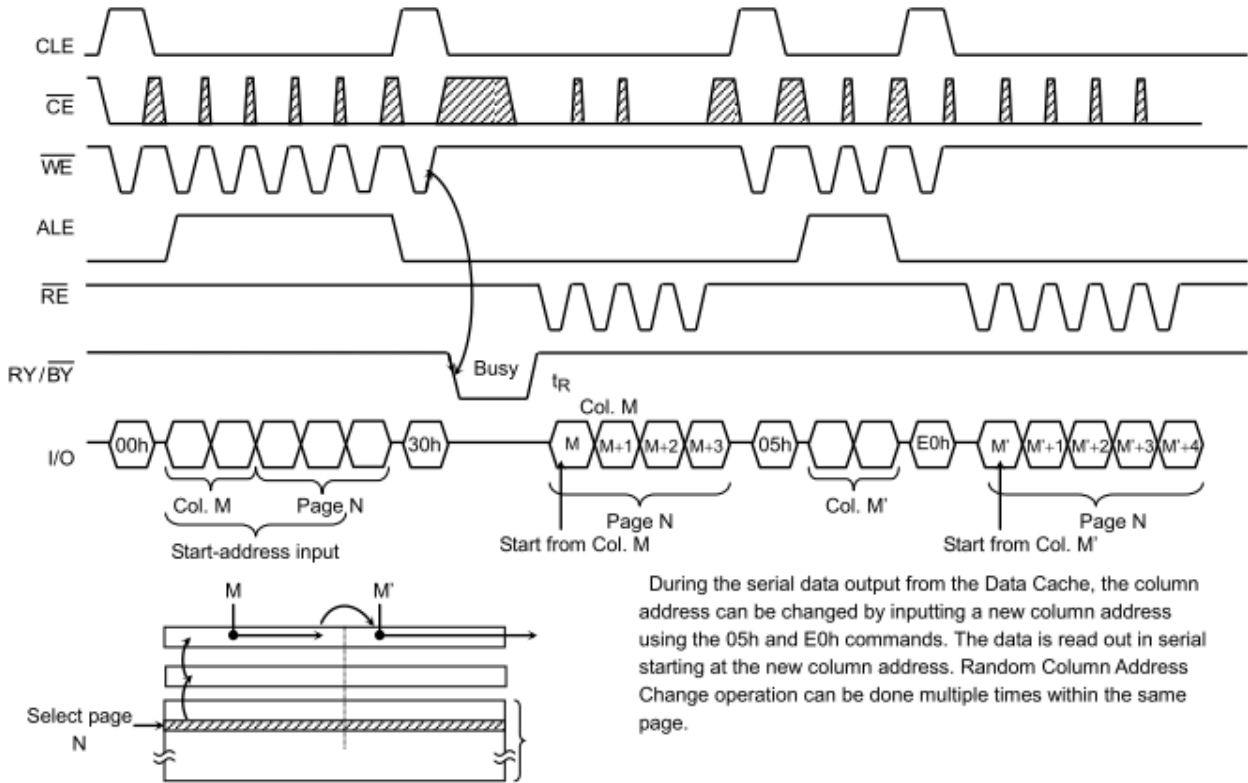 CLE
CE
WE
ALE
RE
RY/BY
Busy
tR
Col. M
I/O
00h
30h
M
M+1
M+2
M+3
05h
E0h
M'
M'+1
M'+2
M'+3
M'+4
Col. M
Page N
Start-address input
Page N
Start from Col. M
Col. M'
Page N
Start from Col. M'
M
M'
Select page
N
During the serial data output from the Data Cache, the column
address can be changed by inputting a new column address
using the 05h and E0h commands. The data is read out in serial
starting at the new column address. Random Column Address
Change operation can be done multiple times within the same
page.